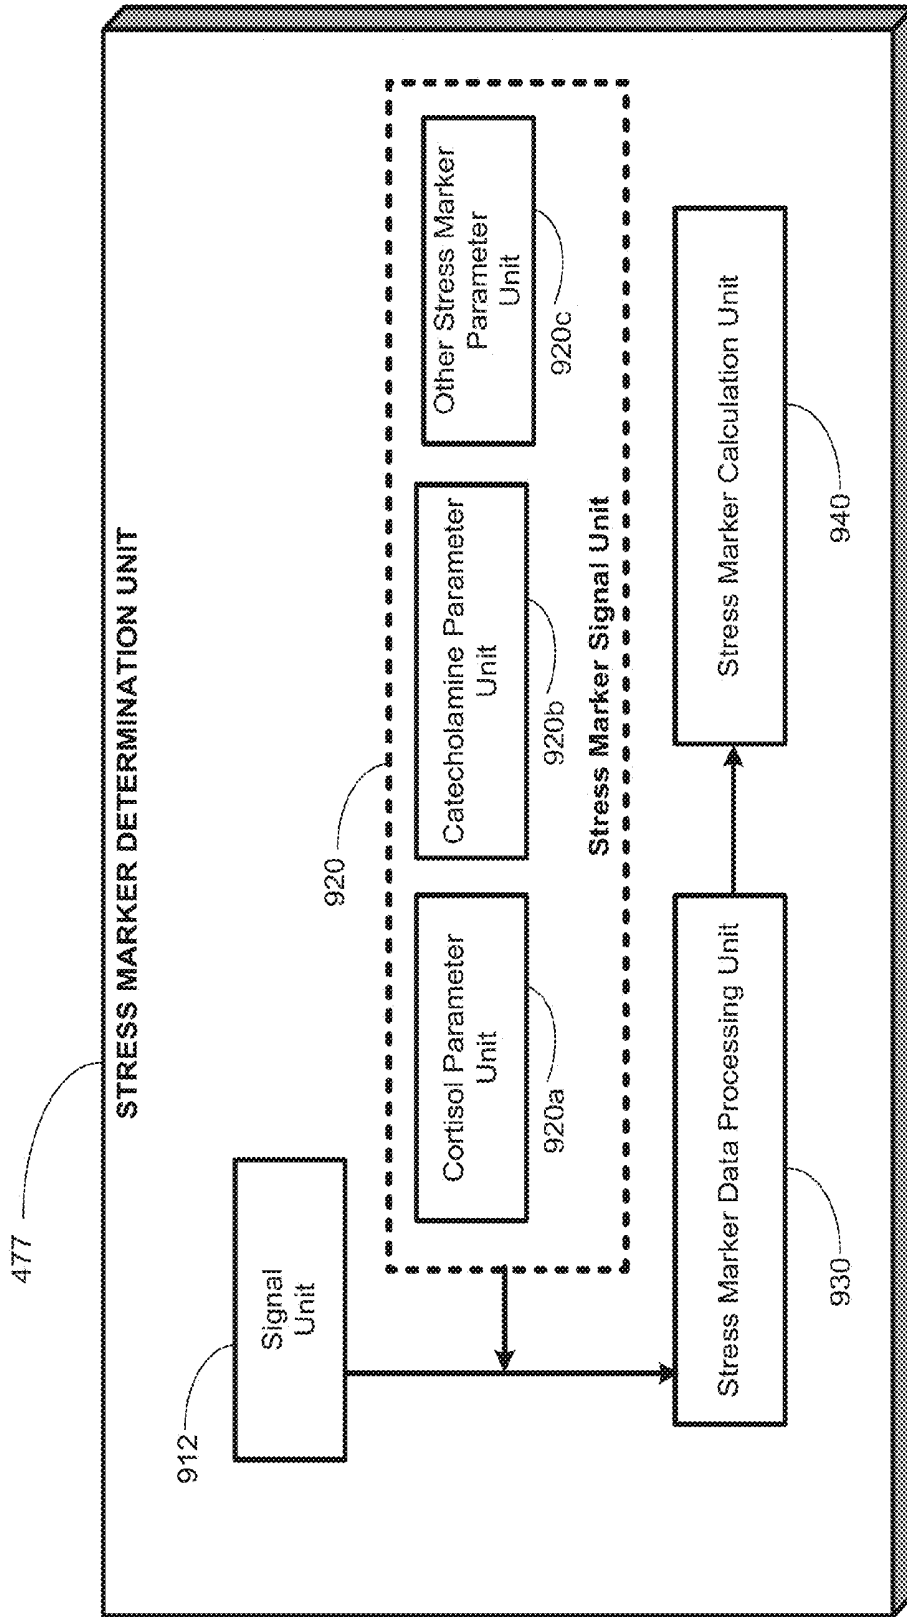 477
STRESS MARKER DETERMINATION UNIT
912
Signal
Unit
920
Cortisol Parameter
Unit
920a
Catecholamine Parameter
Unit
920b
Other Stress Marker
Parameter
Unit
920c
Stress Marker Signal Unit
Stress Marker Data Processing Unit
930
Stress Marker Calculation Unit
940